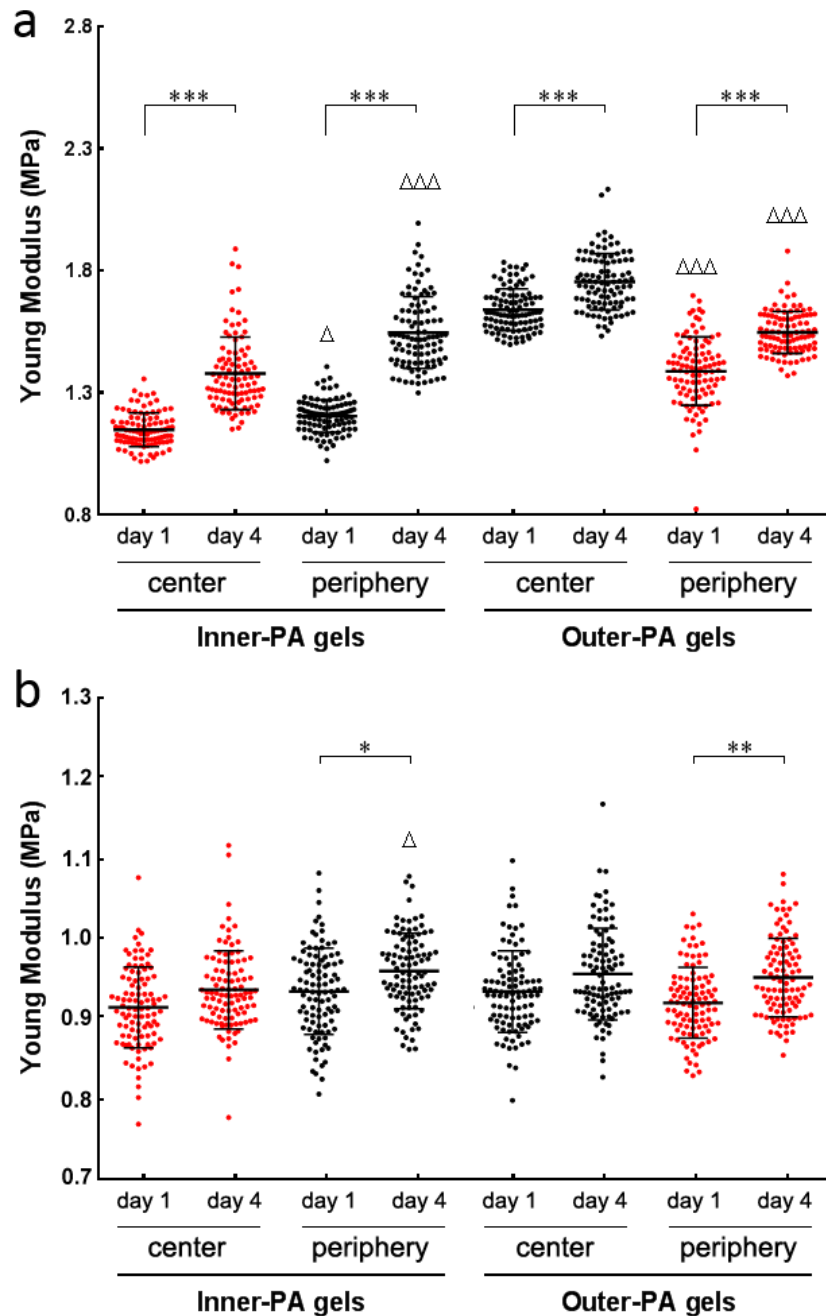 a
Young Modulus (MPa)
2.8
2.3
1.8
1.3
0.8
*** *** *** ***
△△△ △△△
△△△
△
day 1 day 4 day 1 day 4 day 1 day 4 day 1 day 4
center periphery center periphery
Inner-PA gels Outer-PA gels
b
Young Modulus (MPa)
1.3
1.2
1.1
1.0
0.9
0.8
0.7
* **
△
day 1 day 4 day 1 day 4 day 1 day 4 day 1 day 4
center periphery center periphery
Inner-PA gels Outer-PA gels